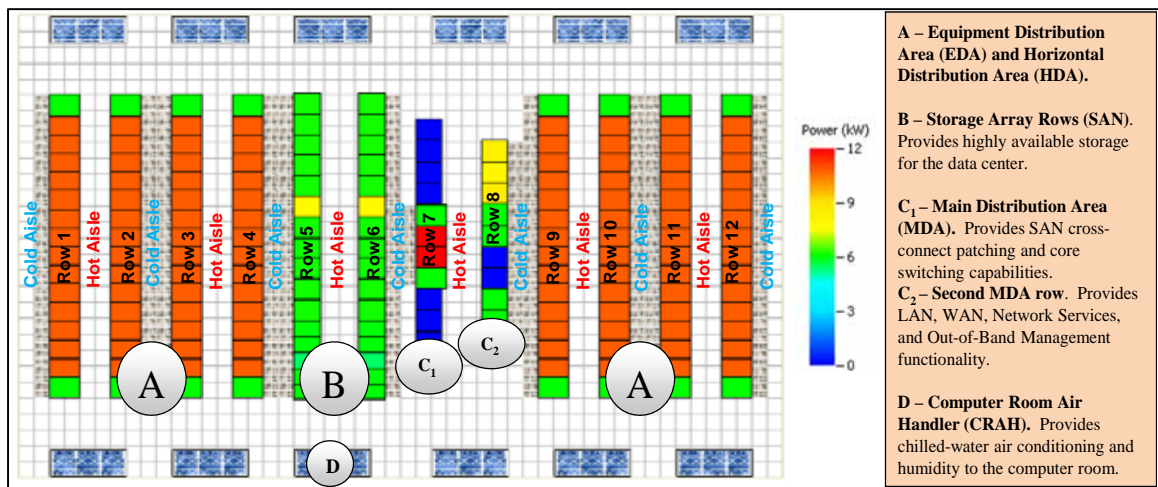 Cold Aisle
Row 1
Hot Aisle
Row 2
Cold Aisle
Row 3
Hot Aisle
Row 4
Cold Aisle
Row 5
Hot Aisle
Row 6
Cold Aisle
Row 7
Hot Aisle
Row 8
Cold Aisle
Row 9
Hot Aisle
Row 10
Cold Aisle
Row 11
Hot Aisle
Row 12
Cold Aisle
A
B
C1
C2
A
D
Power (kW)
12
9
6
3
0
A – Equipment Distribution
Area (EDA) and Horizontal
Distribution Area (HDA).
B – Storage Array Rows (SAN).
Provides highly available storage
for the data center.
C1 – Main Distribution Area
(MDA). Provides SAN cross-
connect patching and core
switching capabilities.
C2 – Second MDA row. Provides
LAN, WAN, Network Services,
and Out-of-Band Management
functionality.
D – Computer Room Air
Handler (CRAH). Provides
chilled-water air conditioning and
humidity to the computer room.